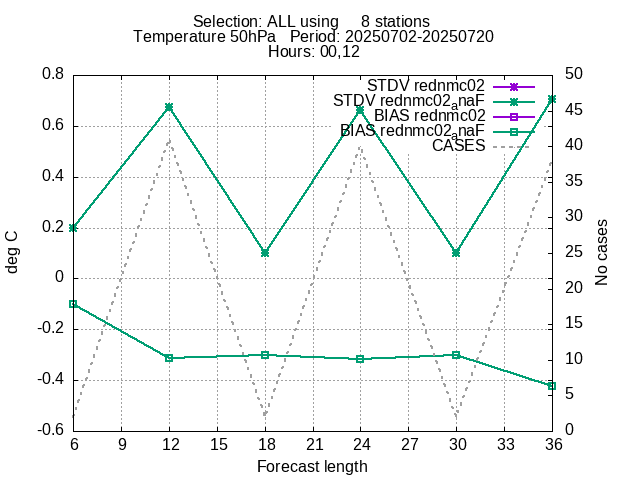 Selection: ALL using     8 stations
Temperature 50hPa   Period: 20250702-20250720
Hours: 00,12
STDV rednmc02
STDV rednmc02anaF
BIAS rednmc02
BIAS rednmc02anaF
CASES
deg C
0.8
0.6
0.4
0.2
0
-0.2
-0.4
-0.6
No cases
50
45
40
35
30
25
20
15
10
5
0
6 9 12 15 18 21 24 27 30 33 36
Forecast length